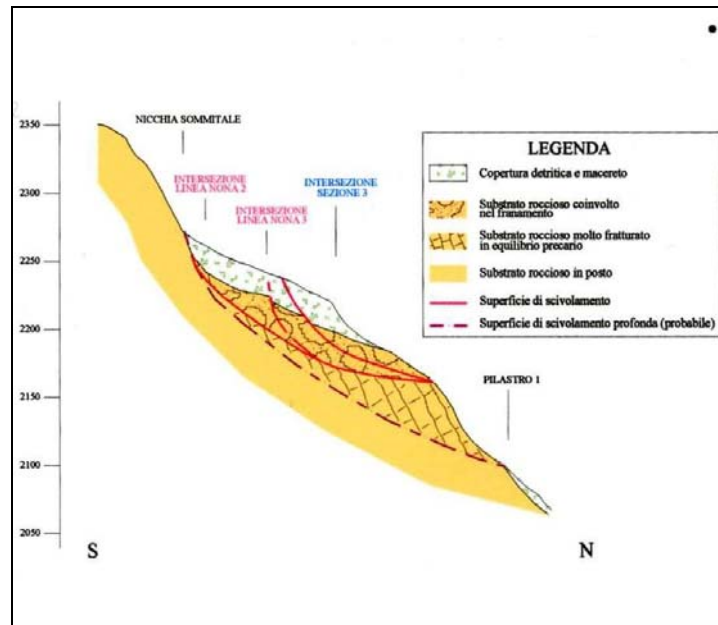 NICCHIA SOMMITALE
INTERSEZIONE
LINEA NONA 2
INTERSEZIONE
LINEA NONA 3
INTERSEZIONE
SEZIONE 3
PILASTRO 1
2350
2300
2250
2200
2150
2100
2050
S
N
LEGENDA
Copertura detritica e macereto
Substrato roccioso coinvolto
nel franamento
Substrato roccioso molto fratturato
in equilibrio precario
Substrato roccioso in posto
Superficie di scivolamento
Superficie di scivolamento profonda (probabile)